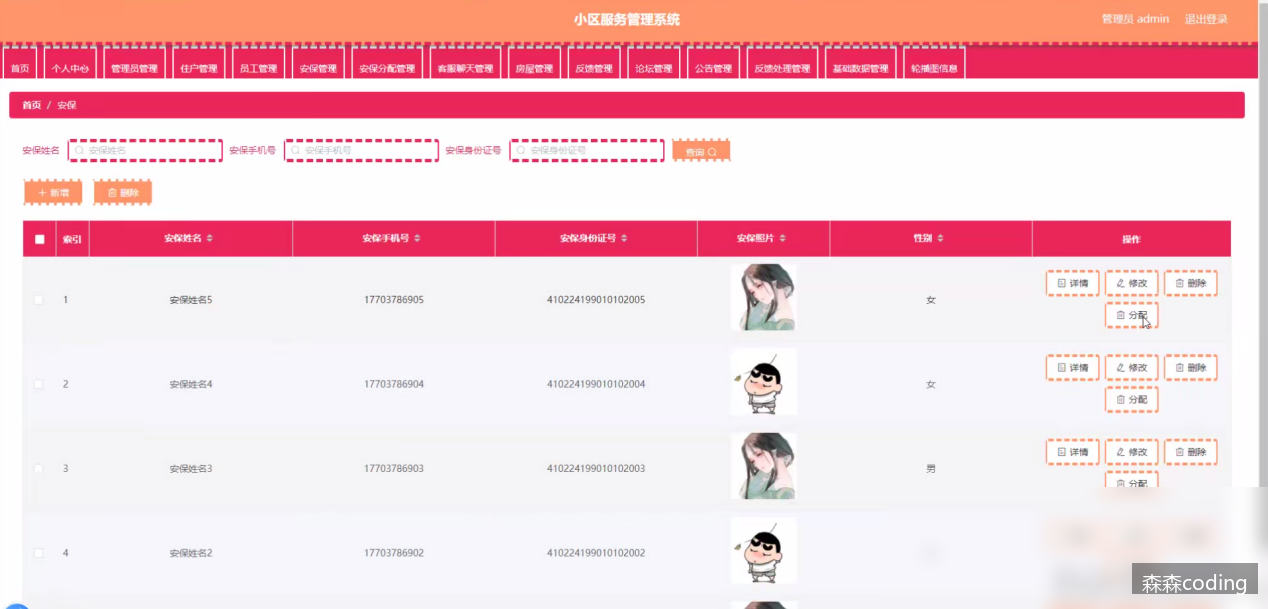 小区服务管理系统
管理员 admin 退出登录
首页 个人中心 管理员管理 住户管理 员工管理 安保管理 安保分配管理 客服聊天管理 房屋管理 反馈管理 论坛管理 公告管理 反馈处理管理 基础数据管理 轮播图信息
首页 / 安保
安保姓名 安保姓名 安保手机号 安保手机号 安保身份证号 安保身份证号 查询
+ 新增 删除
索引 安保姓名 安保手机号 安保身份证号 安保照片 性别 操作
1 安保姓名5 17703786905 410224199010102005 女 详情 修改 删除
分配
2 安保姓名4 17703786904 410224199010102004 女 详情 修改 删除
分配
3 安保姓名3 17703786903 410224199010102003 男 详情 修改 删除
分配
4 安保姓名2 17703786902 410224199010102002
森森coding